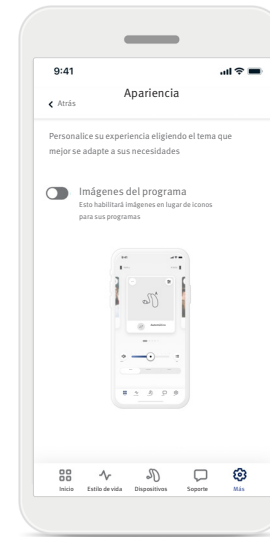 9:41
Apariencia
Atrás
Personalice su experiencia eligiendo el tema que
mejor se adapte a sus necesidades
Imágenes del programa
Esto habilitará imágenes en lugar de iconos
para sus programas
Inicio
Estilo de vida
Dispositivos
Soporte
Más